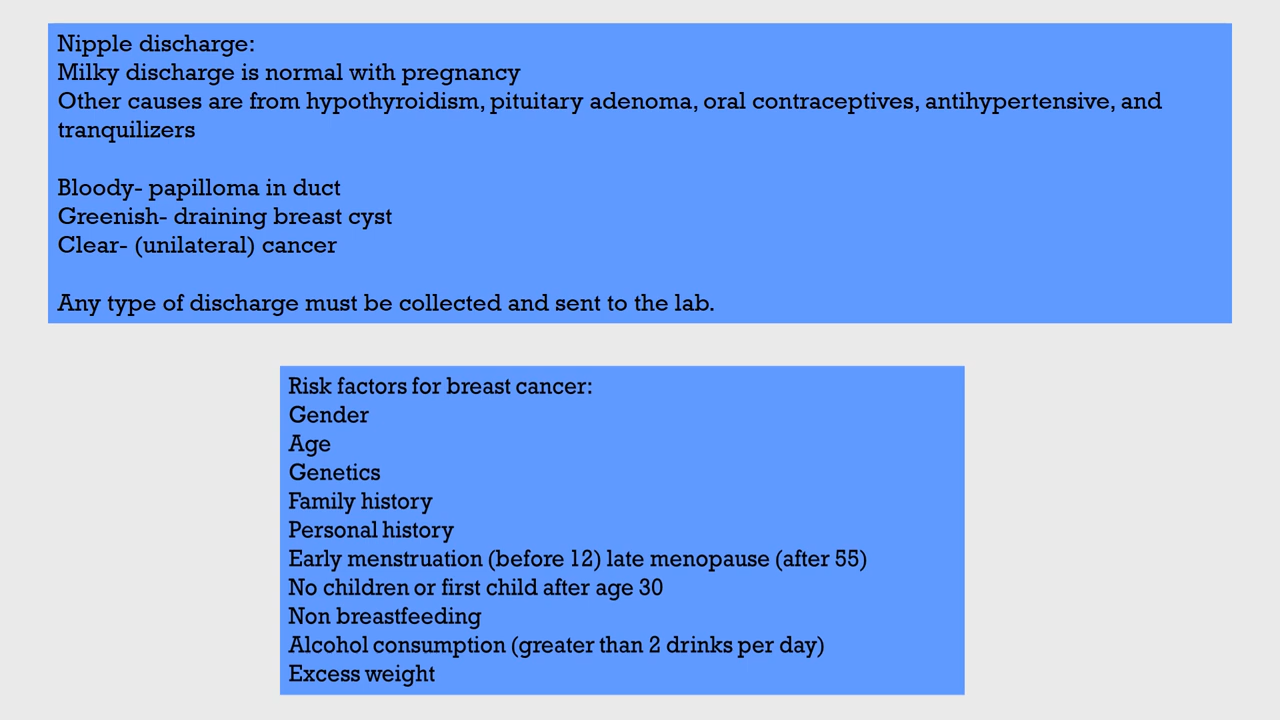 Nipple discharge:
Milky discharge is normal with pregnancy
Other causes are from hypothyroidism, pituitary adenoma, oral contraceptives, antihypertensive, and
tranquilizers
Bloody- papilloma in duct
Greenish- draining breast cyst
Clear- (unilateral) cancer
Any type of discharge must be collected and sent to the lab.
Risk factors for breast cancer:
Gender
Age
Genetics
Family history
Personal history
Early menstruation (before 12) late menopause (after 55)
No children or first child after age 30
Non breastfeeding
Alcohol consumption (greater than 2 drinks per day)
Excess weight